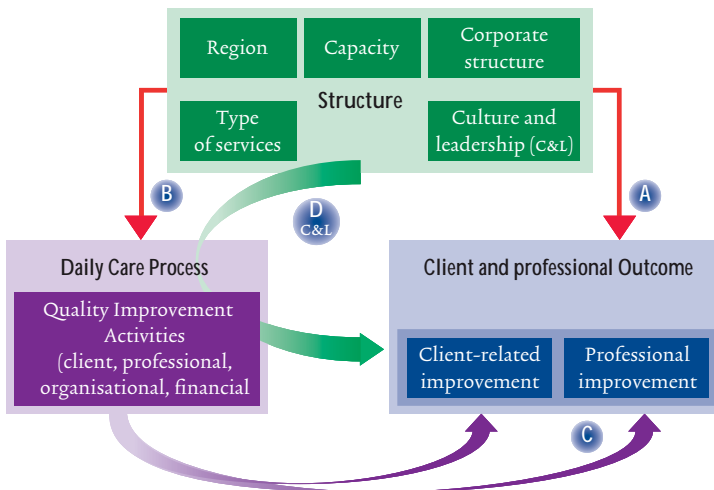 Region
Capacity
Corporate
structure
Structure
Type
of services
Culture and
leadership (C&L)
B
D
C&L
A
Daily Care Process
Quality Improvement
Activities
(client, professional,
organisational, financial
Client and professional Outcome
Client-related
improvement
Professional
improvement
C